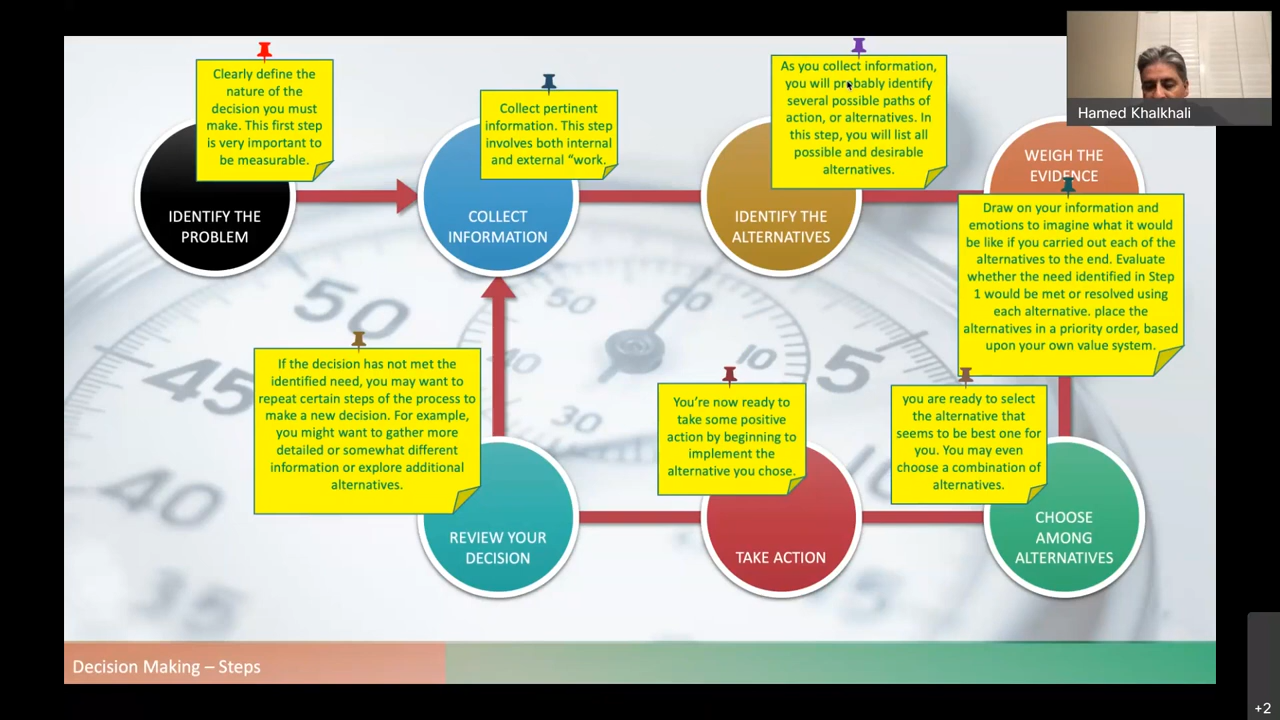 Clearly define the
nature of the
decision you must
make. This first step
is very important to
be measurable.
IDENTIFY THE
PROBLEM
Collect pertinent
information. This step
involves both internal
and external “work.
COLLECT
INFORMATION
As you collect information,
you will probably identify
several possible paths of
action, or alternatives. In
this step, you will list all
possible and desirable
alternatives.
IDENTIFY THE
ALTERNATIVES
Hamed Khalkhali
WEIGH THE
EVIDENCE
Draw on your information and
emotions to imagine what it would
be like if you carried out each of the
alternatives to the end. Evaluate
whether the need identified in Step
1 would be met or resolved using
each alternative. place the
alternatives in a priority order, based
upon your own value system.
If the decision has not met the
identified need, you may want to
repeat certain steps of the process to
make a new decision. For example,
you might want to gather more
detailed or somewhat different
information or explore additional
alternatives.
REVIEW YOUR
DECISION
You’re now ready to
take some positive
action by beginning to
implement the
alternative you chose.
TAKE ACTION
you are ready to select
the alternative that
seems to be best one for
you. You may even
choose a combination of
alternatives.
CHOOSE
AMONG
ALTERNATIVES
50
45
40
35
5
10
50
60
40
10
30
Decision Making – Steps
+2